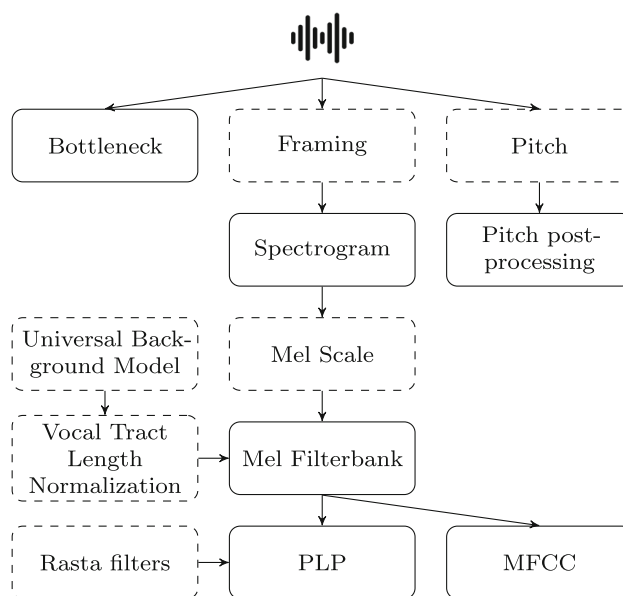 Bottleneck
Framing
Pitch
Spectrogram
Pitch post-
processing
Universal Back-
ground Model
Mel Scale
Vocal Tract
Length
Normalization
Mel Filterbank
Rasta filters
PLP
MFCC